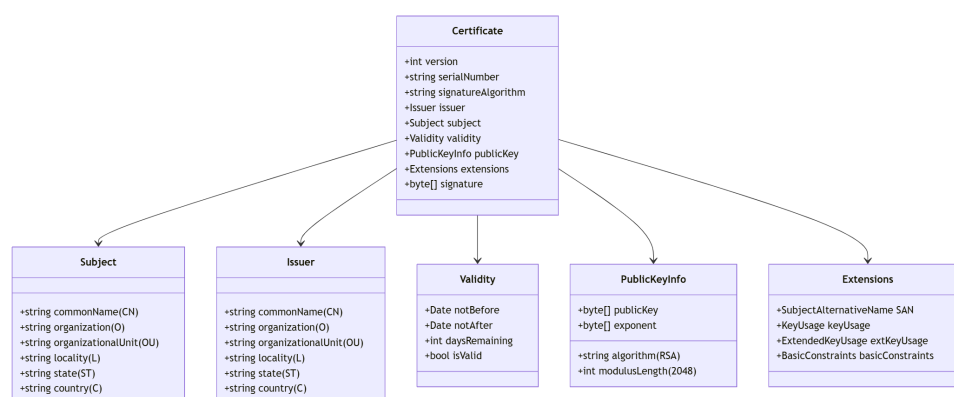 Certificate
+int version
+string serialNumber
+string signatureAlgorithm
+Issuer issuer
+Subject subject
+Validity validity
+PublicKeyInfo publicKey
+Extensions extensions
+byte[] signature
Subject
+string commonName(CN)
+string organization(O)
+string organizationalUnit(OU)
+string locality(L)
+string state(ST)
+string country(C)
Issuer
+string commonName(CN)
+string organization(O)
+string organizationalUnit(OU)
+string locality(L)
+string state(ST)
+string country(C)
Validity
+Date notBefore
+Date notAfter
+int daysRemaining
+bool isValid
PublicKeyInfo
+byte[] publicKey
+byte[] exponent
+string algorithm(RSA)
+int modulusLength(2048)
Extensions
+SubjectAlternativeName SAN
+KeyUsage keyUsage
+ExtendedKeyUsage extKeyUsage
+BasicConstraints basicConstraints